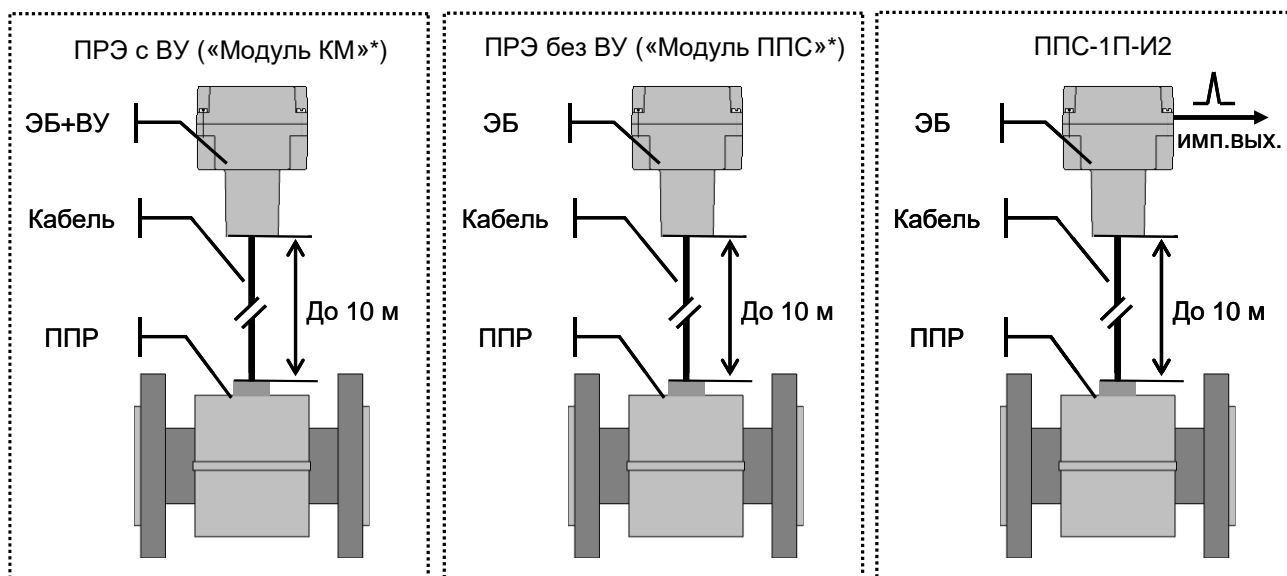 ПРЭ с ВУ («Модуль КМ»*)
ЭБ+ВУ
Кабель
До 10 м
ППР
ПРЭ без ВУ («Модуль ППС»*)
ЭБ
Кабель
До 10 м
ППР
ППС-1П-И2
ЭБ
ИМП.ВЫХ.
Кабель
До 10 м
ППР